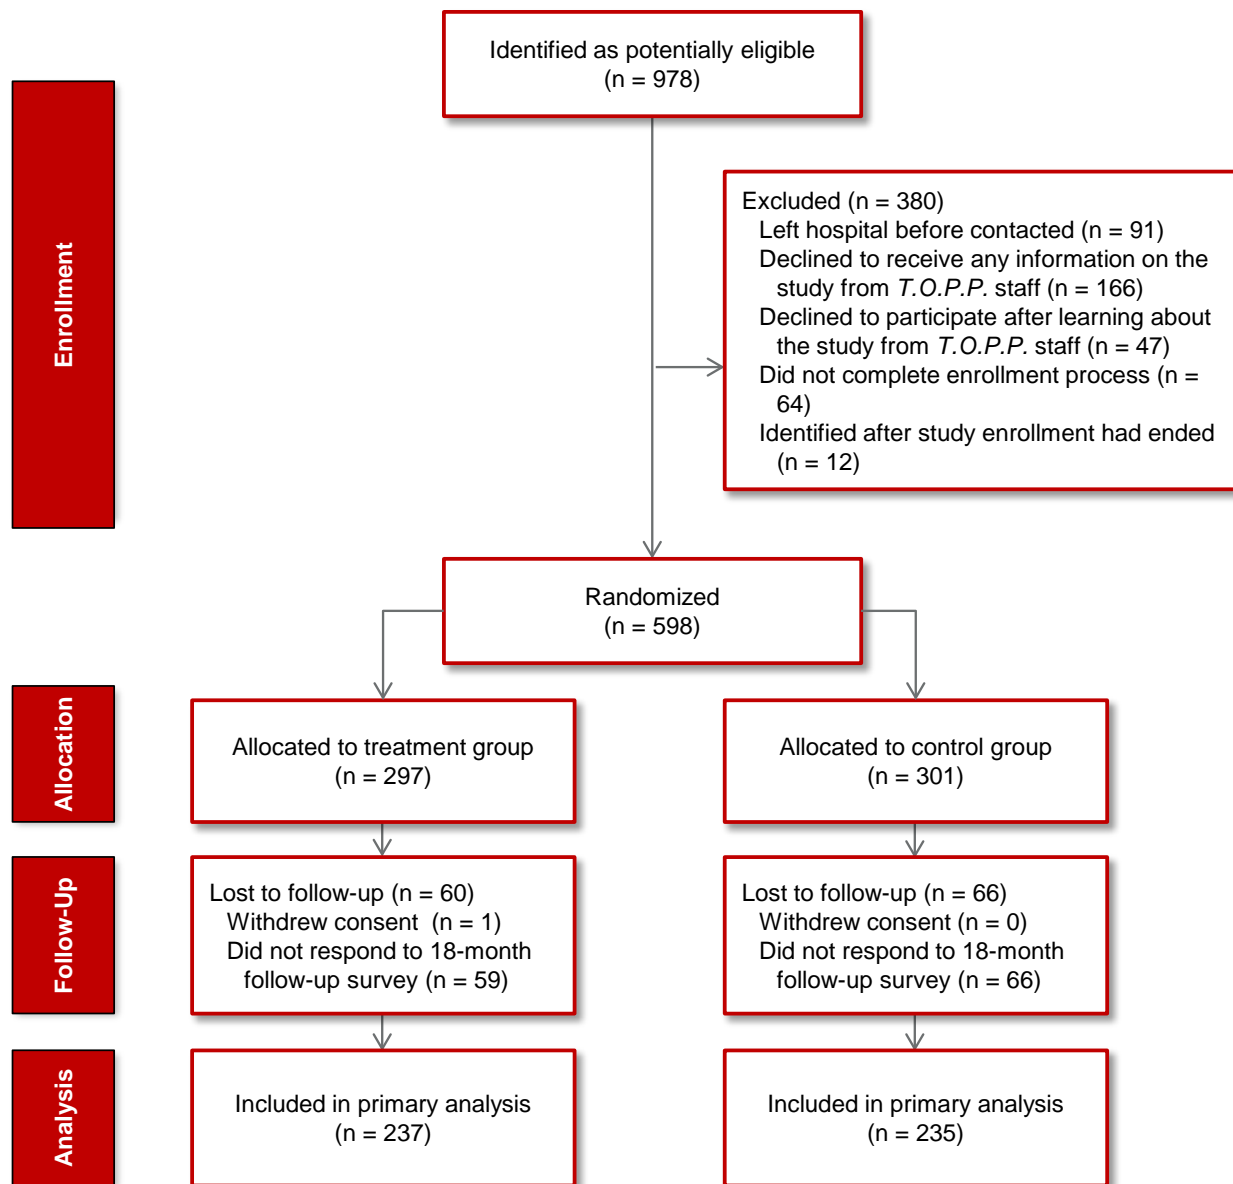 Identified as potentially eligible
(n = 978)
Enrollment
Excluded (n = 380)
Left hospital before contacted (n = 91)
Declined to receive any information on the
study from T.O.P.P. staff (n = 166)
Declined to participate after learning about
the study from T.O.P.P. staff (n = 47)
Did not complete enrollment process (n =
64)
Identified after study enrollment had ended
(n = 12)
Randomized
(n = 598)
Allocation
Allocated to treatment group
(n = 297)
Allocated to control group
(n = 301)
Follow-Up
Lost to follow-up (n = 60)
Withdrew consent  (n = 1)
Did not respond to 18-month
follow-up survey (n = 59)
Lost to follow-up (n = 66)
Withdrew consent (n = 0)
Did not respond to 18-month
follow-up survey (n = 66)
Analysis
Included in primary analysis
(n = 237)
Included in primary analysis
(n = 235)